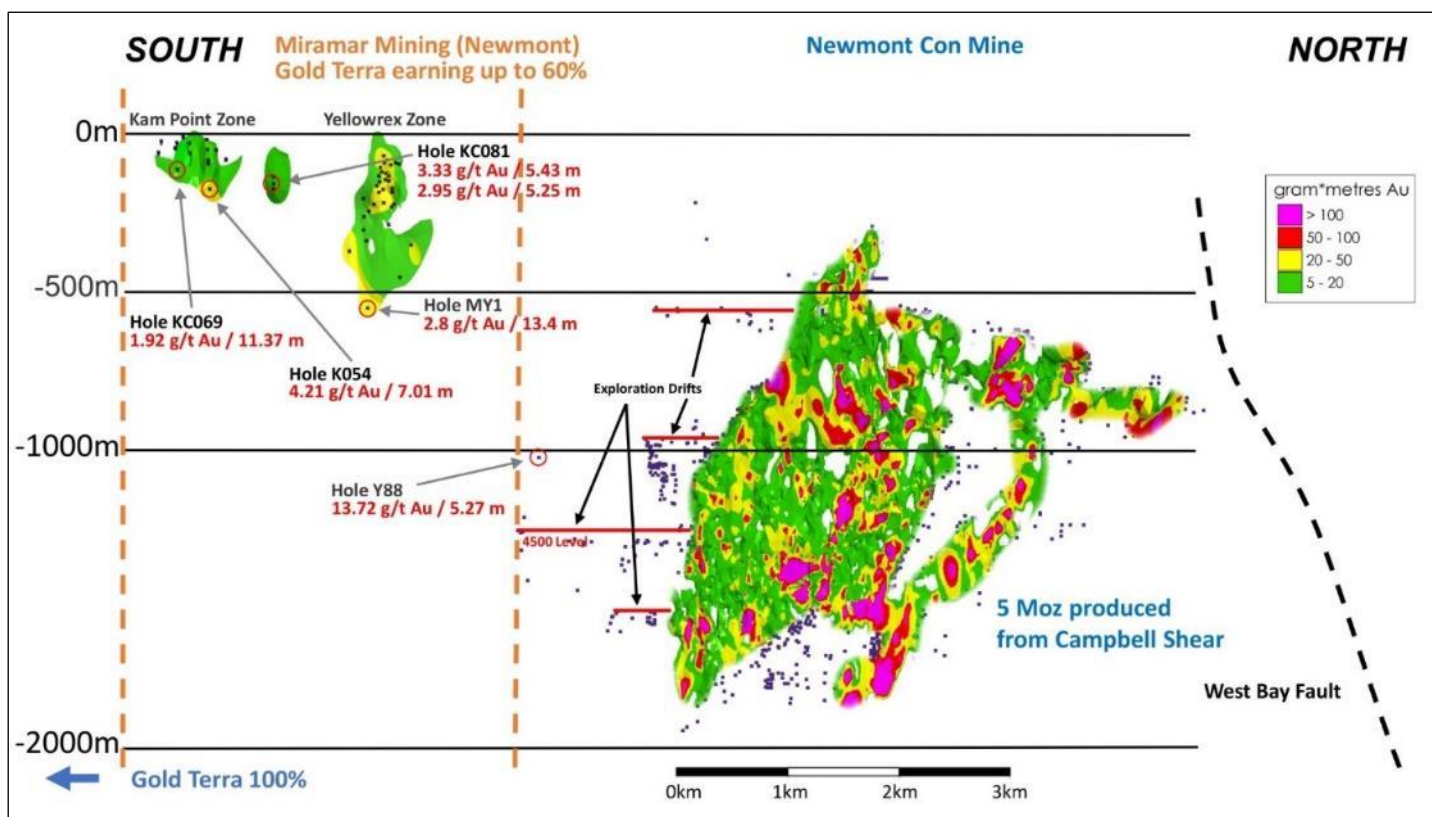 SOUTH
Miramar Mining (Newmont)
Gold Terra earning up to 60%
Newmont Con Mine
NORTH
Kam Point Zone
Yellowrex Zone
0m
Hole KC081
3.33 g/t Au / 5.43 m
2.95 g/t Au / 5.25 m
gram*metres Au
> 100
50 - 100
20 - 50
5 - 20
-500m
Hole MY1
2.8 g/t Au / 13.4 m
Hole KC069
1.92 g/t Au / 11.37 m
Hole K054
4.21 g/t Au / 7.01 m
Exploration Drifts
-1000m
Hole Y88
13.72 g/t Au / 5.27 m
4500 Level
5 Moz produced
from Campbell Shear
West Bay Fault
-2000m
Gold Terra 100%
0km
1km
2km
3km